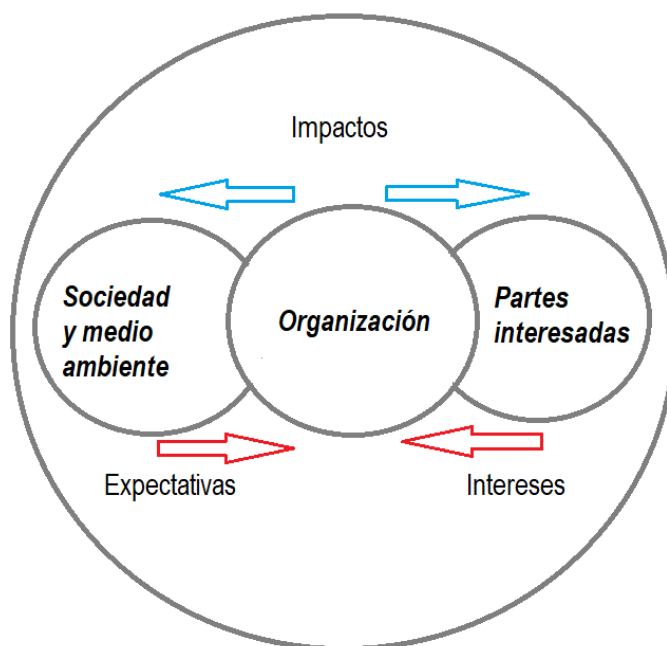 Impactos
Sociedad
y medio
ambiente
Organización
Partes
interesadas
Expectativas
Intereses